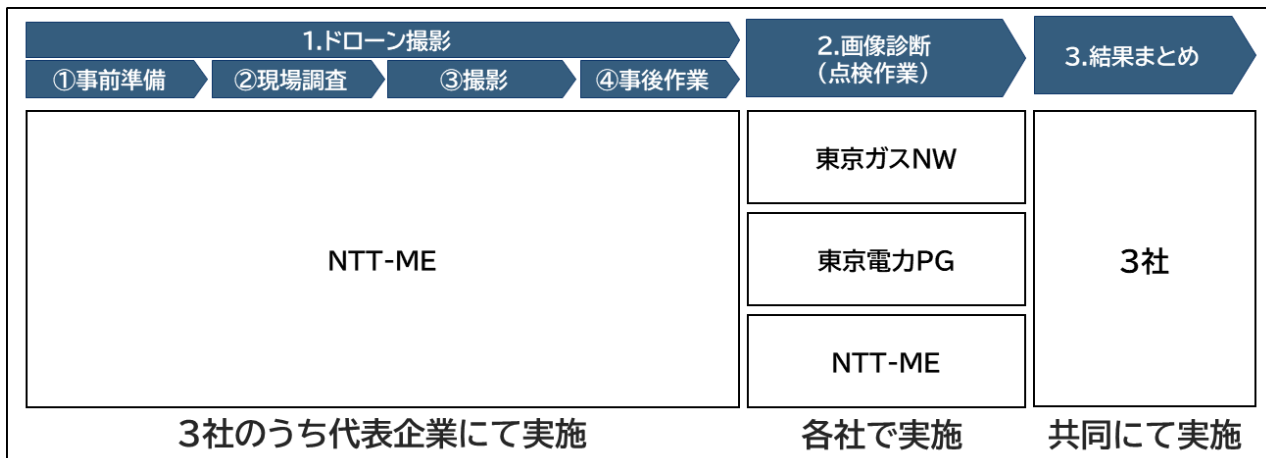 1.ドローン撮影
①事前準備
②現場調査
③撮影
④事後作業
2.画像診断
(点検作業)
3.結果まとめ
NTT-ME
東京ガスNW
東京電力PG
NTT-ME
3社
3社のうち代表企業にて実施
各社で実施
共同にて実施